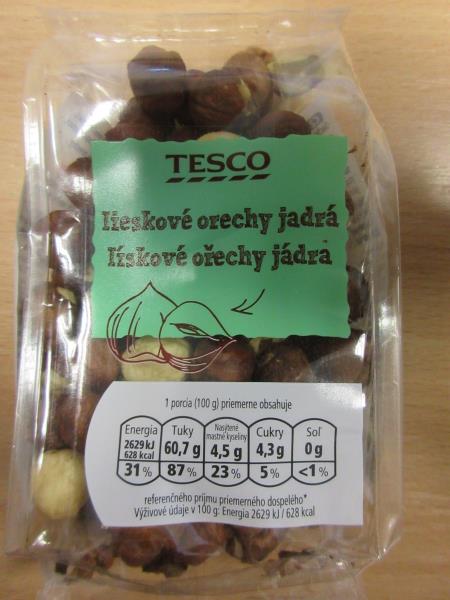 TESCO
lieskové orechy jadrá
lískové ořechy jádra
1 porcia (100 g) priemerne obsahuje
Energia Tuky Nasýtené mastné kyseliny Cukry Soľ
2629 kJ 628 kcal 60,7 g 4,5 g 4,3 g 0 g
31 % 87 % 23 % 5 % <1 %
referenčného príjmu priemerného dospelého*
Výživové údaje v 100 g: Energia 2629 kJ / 628 kcal